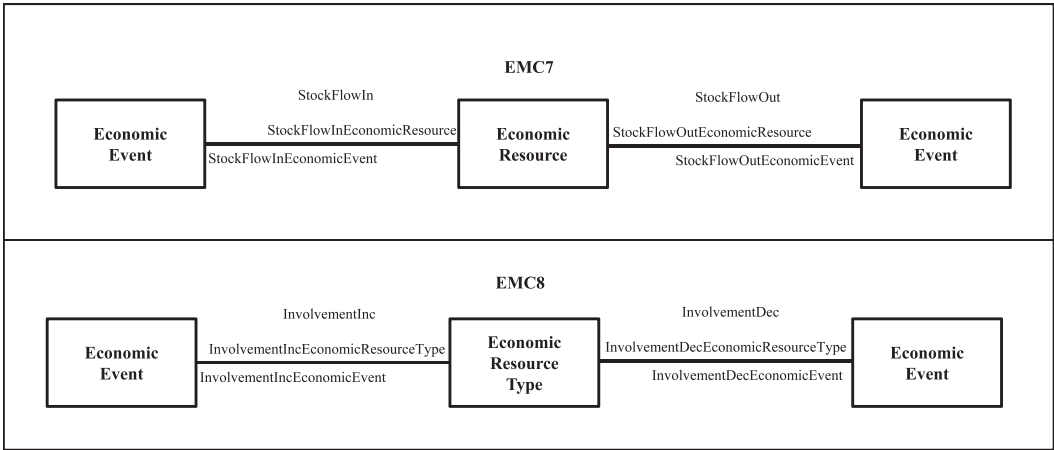 EMC7
StockFlowIn
StockFlowOut
Economic
Event
StockFlowInEconomicResource
StockFlowInEconomicEvent
Economic
Resource
StockFlowOutEconomicResource
StockFlowOutEconomicEvent
Economic
Event
EMC8
InvolvementInc
InvolvementDec
Economic
Event
InvolvementIncEconomicResourceType
InvolvementIncEconomicEvent
Economic
Resource
Type
InvolvementDecEconomicResourceType
InvolvementDecEconomicEvent
Economic
Event